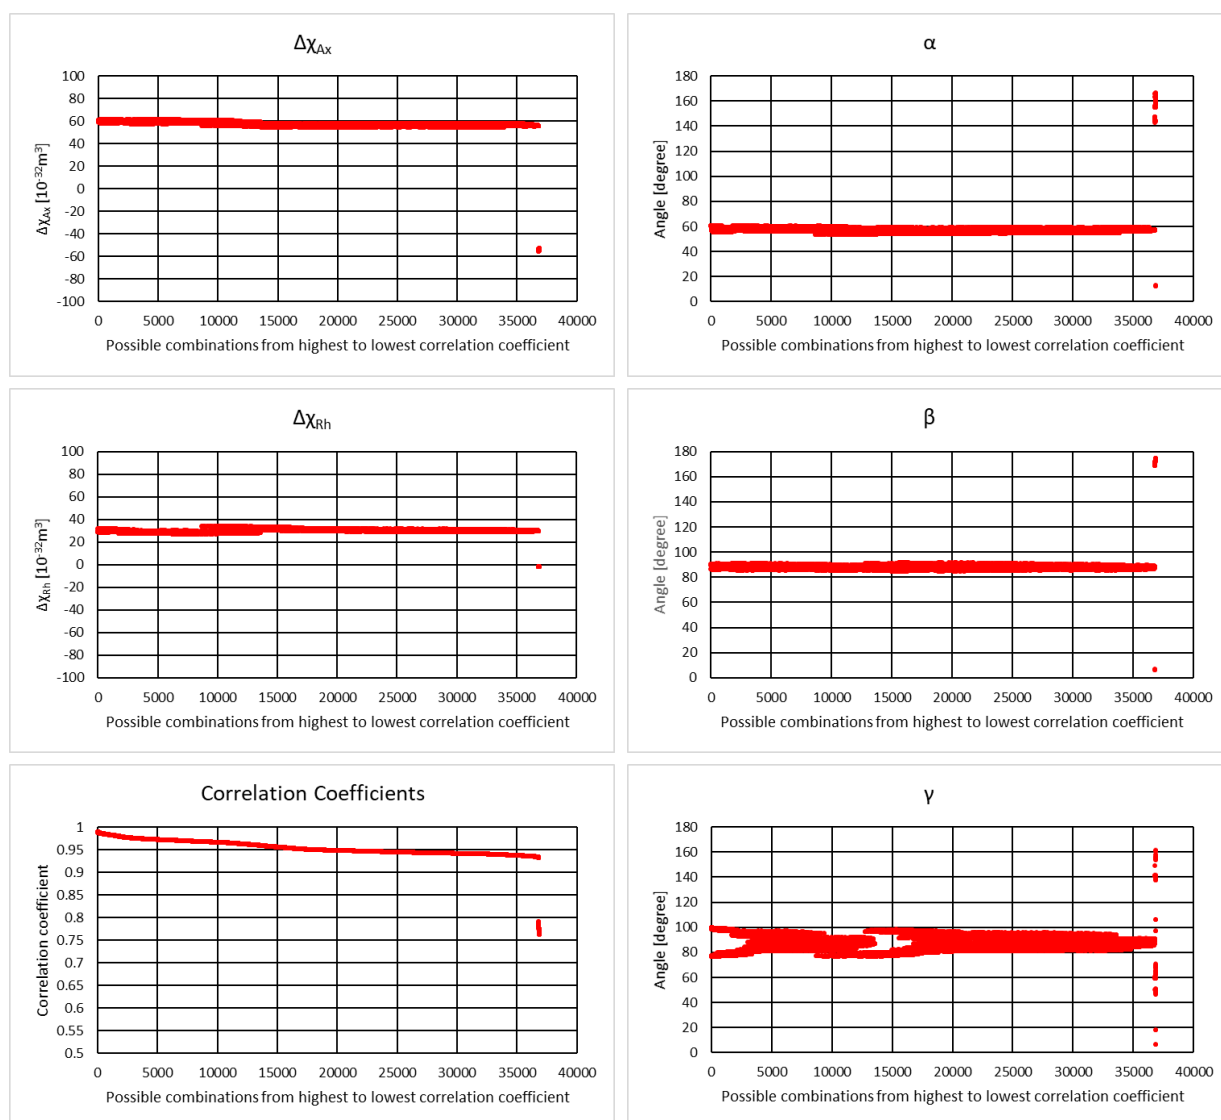 ΔχAx
ΔχAx [10⁻³²m³]
100
80
60
40
20
0
-20
-40
-60
-80
-100
0 5000 10000 15000 20000 25000 30000 35000 40000
Possible combinations from highest to lowest correlation coefficient
α
Angle [degree]
180
160
140
120
100
80
60
40
20
0
0 5000 10000 15000 20000 25000 30000 35000 40000
Possible combinations from highest to lowest correlation coefficient
ΔχRh
ΔχRh [10⁻³²m³]
100
80
60
40
20
0
-20
-40
-60
-80
-100
0 5000 10000 15000 20000 25000 30000 35000 40000
Possible combinations from highest to lowest correlation coefficient
β
Angle [degree]
180
160
140
120
100
80
60
40
20
0
0 5000 10000 15000 20000 25000 30000 35000 40000
Possible combinations from highest to lowest correlation coefficient
Correlation Coefficients
Correlation coefficient
1
0.95
0.9
0.85
0.8
0.75
0.7
0.65
0.6
0.55
0.5
0 5000 10000 15000 20000 25000 30000 35000 40000
Possible combinations from highest to lowest correlation coefficient
γ
Angle [degree]
180
160
140
120
100
80
60
40
20
0
0 5000 10000 15000 20000 25000 30000 35000 40000
Possible combinations from highest to lowest correlation coefficient